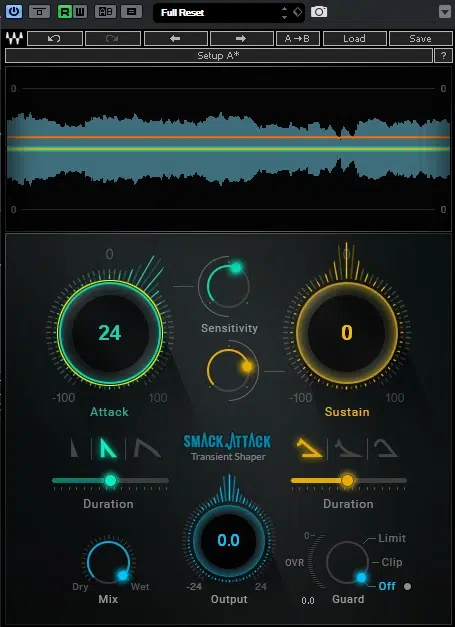 R W A B Full Reset
A→B Load Save
Setup A* ?
0 0
0 0
0 0
Sensitivity
24 0
-100 100 -100 100
Attack Sustain
SMACK ATTACK
Transient Shaper
Duration Duration
0.0
0 Limit
OVR Clip
Dry Wet -24 24 Off
Mix Output 0.0 Guard